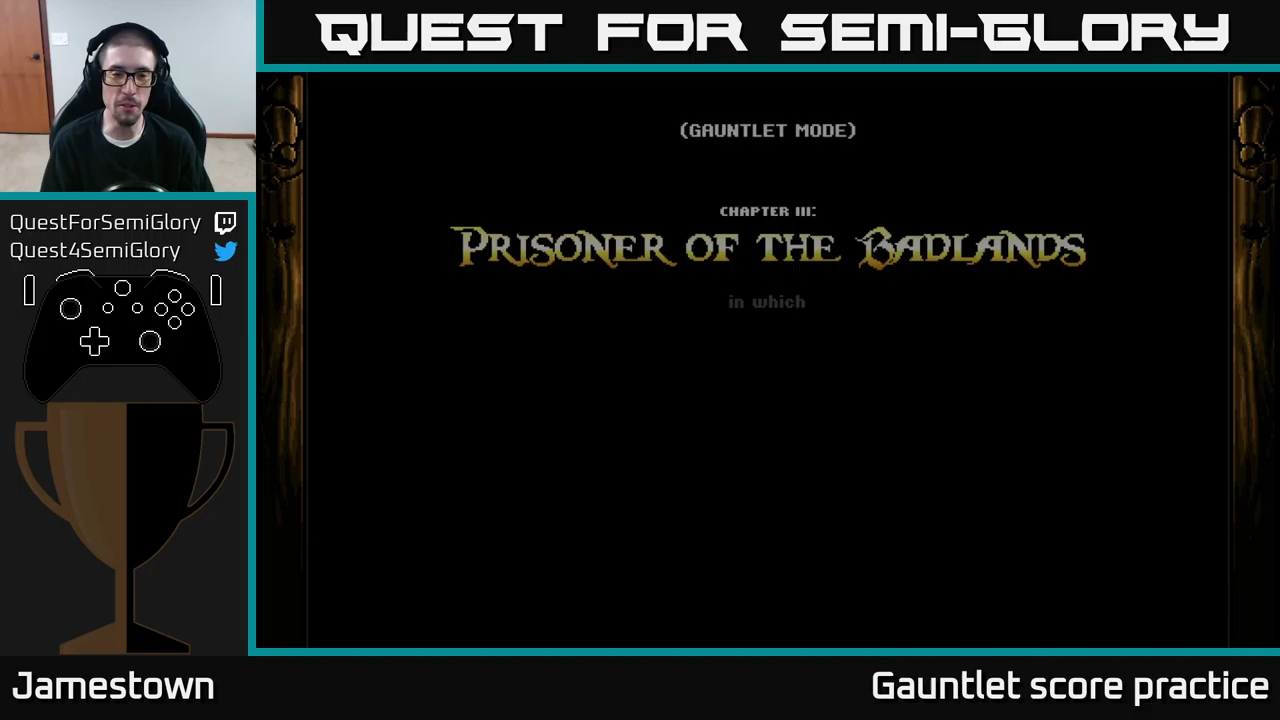 QUEST FOR SEMI-GLORY
(GAUNTLET MODE)
CHAPTER III:
PRISONER OF THE BADLANDS
in which
QuestForSemiGlory
Quest4SemiGlory
Jamestown
Gauntlet score practice